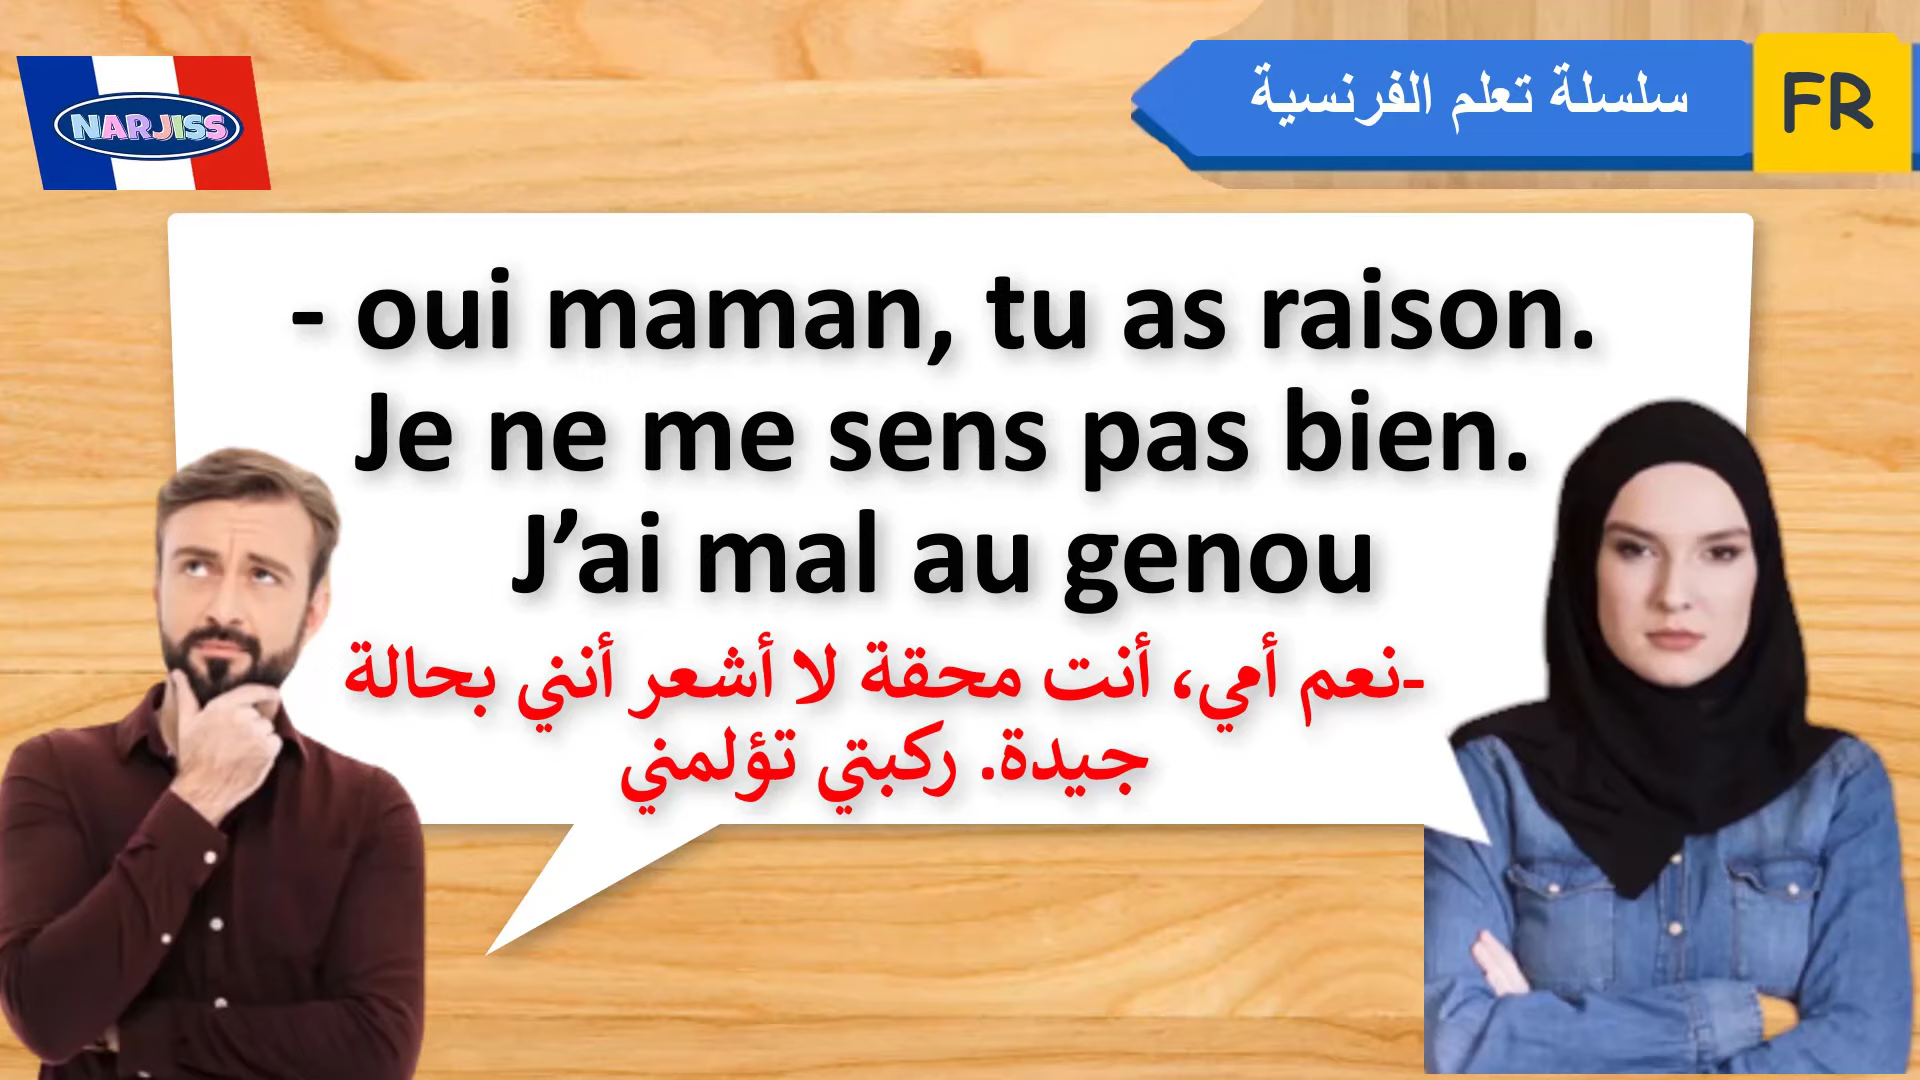 NARJISS
سلسلة تعلم الفرنسية
FR
- oui maman, tu as raison.
Je ne me sens pas bien.
J’ai mal au genou
-نعم أمي، أنت محقة لا أشعر أنني بحالة
جيدة. ركبتي تؤلمني